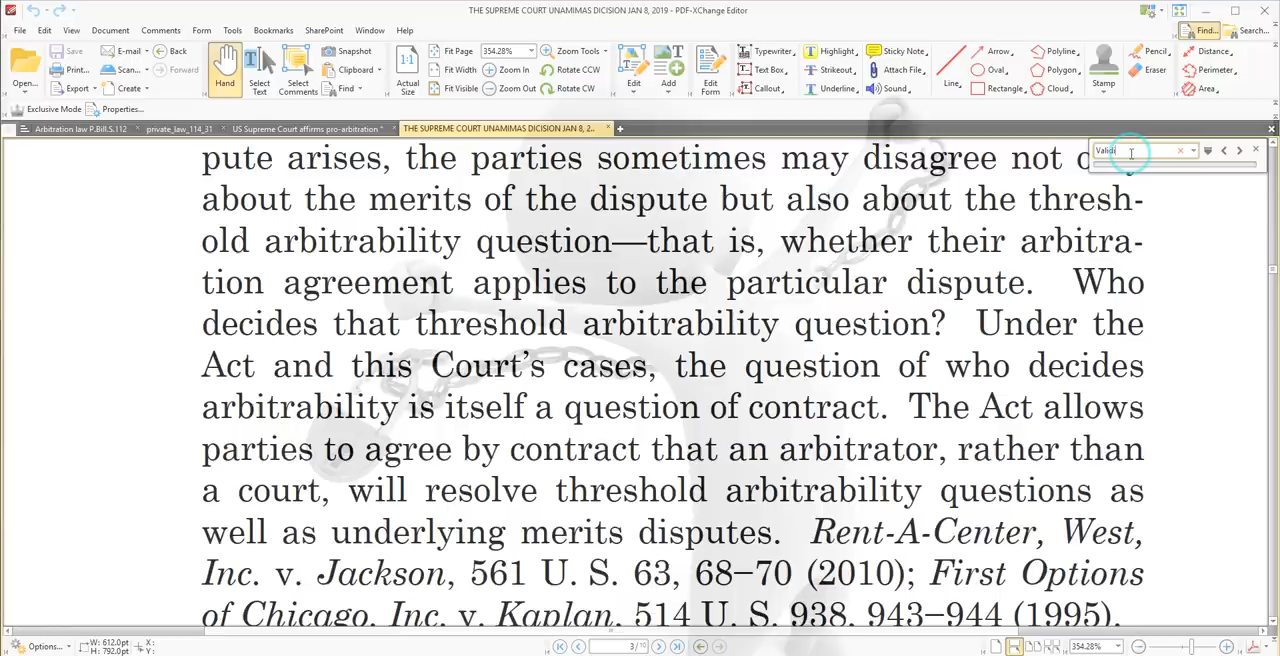 THE SUPREME COURT UNAMIMAS DICISION JAN 8, 2019 - PDF-XChange Editor
File Edit View Document Comments Form Tools Bookmarks SharePoint Window Help Find... Search...
Save E-mail Back Snapshot Fit Page 354.28% Zoom Tools Typewriter Highlight Sticky Note Arrow Polyline Pencil Distance
Print... Scan... Forward Clipboard Fit Width Zoom In Rotate CCW Text Box Strikeout Attach File Oval Polygon Eraser Perimeter
Open... Export Create Hand Select Text Select Comments Find Actual Size Fit Visible Zoom Out Rotate CW Edit Add Edit Form Callout Underline Sound Line Rectangle Cloud Stamp Area
Exclusive Mode Properties...
Arbitration law P.Bill.S.112 private_law_114_31 US Supreme Court affirms pro-arbitration * THE SUPREME COURT UNAMIMAS DICISION JAN 8, 2...
Validi
pute arises, the parties sometimes may disagree not
about the merits of the dispute but also about the thresh-
old arbitrability question—that is, whether their arbitra-
tion agreement applies to the particular dispute. Who
decides that threshold arbitrability question? Under the
Act and this Court's cases, the question of who decides
arbitrability is itself a question of contract. The Act allows
parties to agree by contract that an arbitrator, rather than
a court, will resolve threshold arbitrability questions as
well as underlying merits disputes. Rent-A-Center, West,
Inc. v. Jackson, 561 U. S. 63, 68–70 (2010); First Options
of Chicago, Inc. v. Kaplan, 514 U. S. 938, 943–944 (1995).
Options... W: 612.0pt H: 792.0pt X: Y: 3/10 354.28%